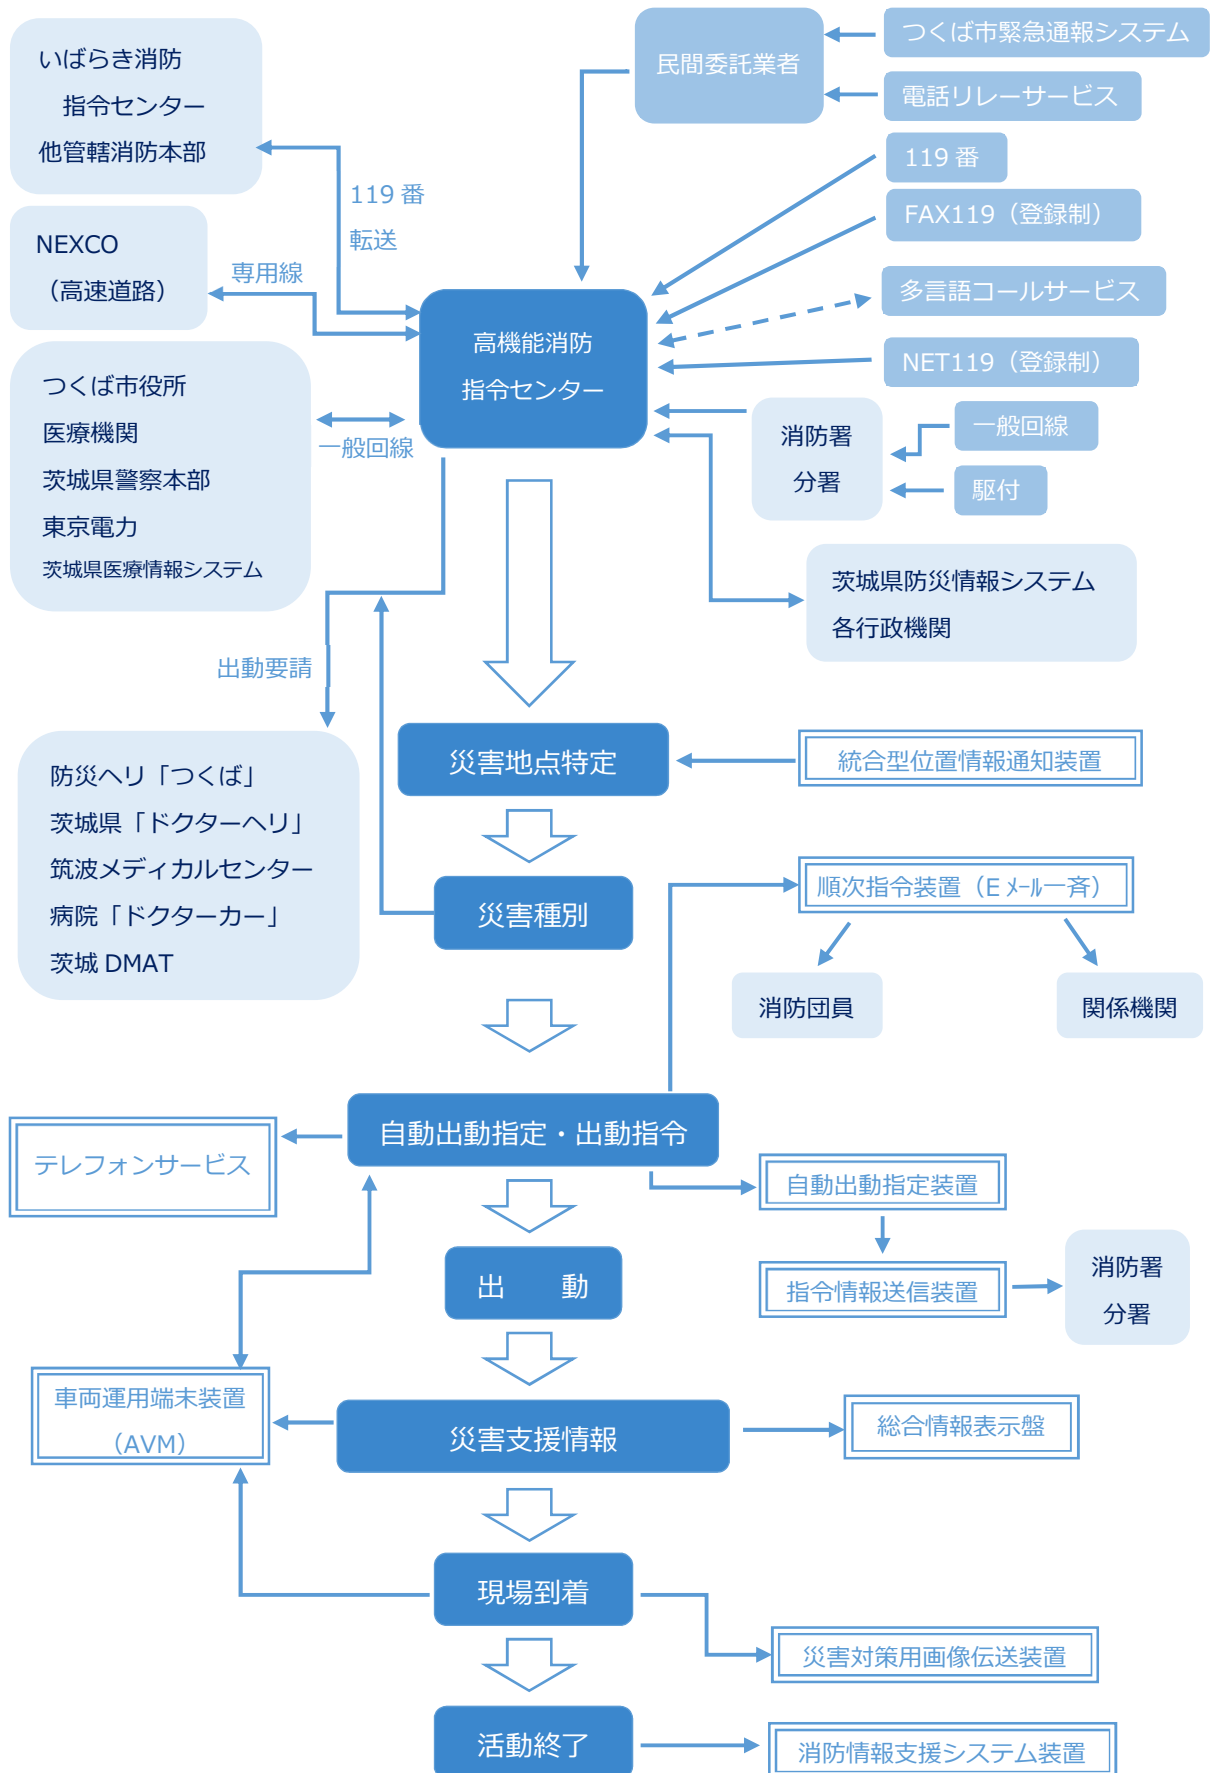 いばらき消防
指令センター
他管轄消防本部
民間委託業者
つくば市緊急通報システム
電話リレーサービス
119 番
FAX119（登録制）
多言語コールサービス
NET119（登録制）
119 番
転送
NEXCO
（高速道路）
専用線
高機能消防
指令センター
つくば市役所
医療機関
茨城県警察本部
東京電力
茨城県医療情報システム
一般回線
消防署
分署
一般回線
駆付
茨城県防災情報システム
各行政機関
出動要請
防災ヘリ「つくば」
茨城県「ドクターヘリ」
筑波メディカルセンター
病院「ドクターカー」
茨城 DMAT
災害地点特定
統合型位置情報通知装置
災害種別
順次指令装置（E ﾒｰﾙ一斉）
消防団員
関係機関
自動出動指定・出動指令
テレフォンサービス
自動出動指定装置
出　　動
指令情報送信装置
消防署
分署
車両運用端末装置
（AVM）
災害支援情報
総合情報表示盤
現場到着
災害対策用画像伝送装置
活動終了
消防情報支援システム装置